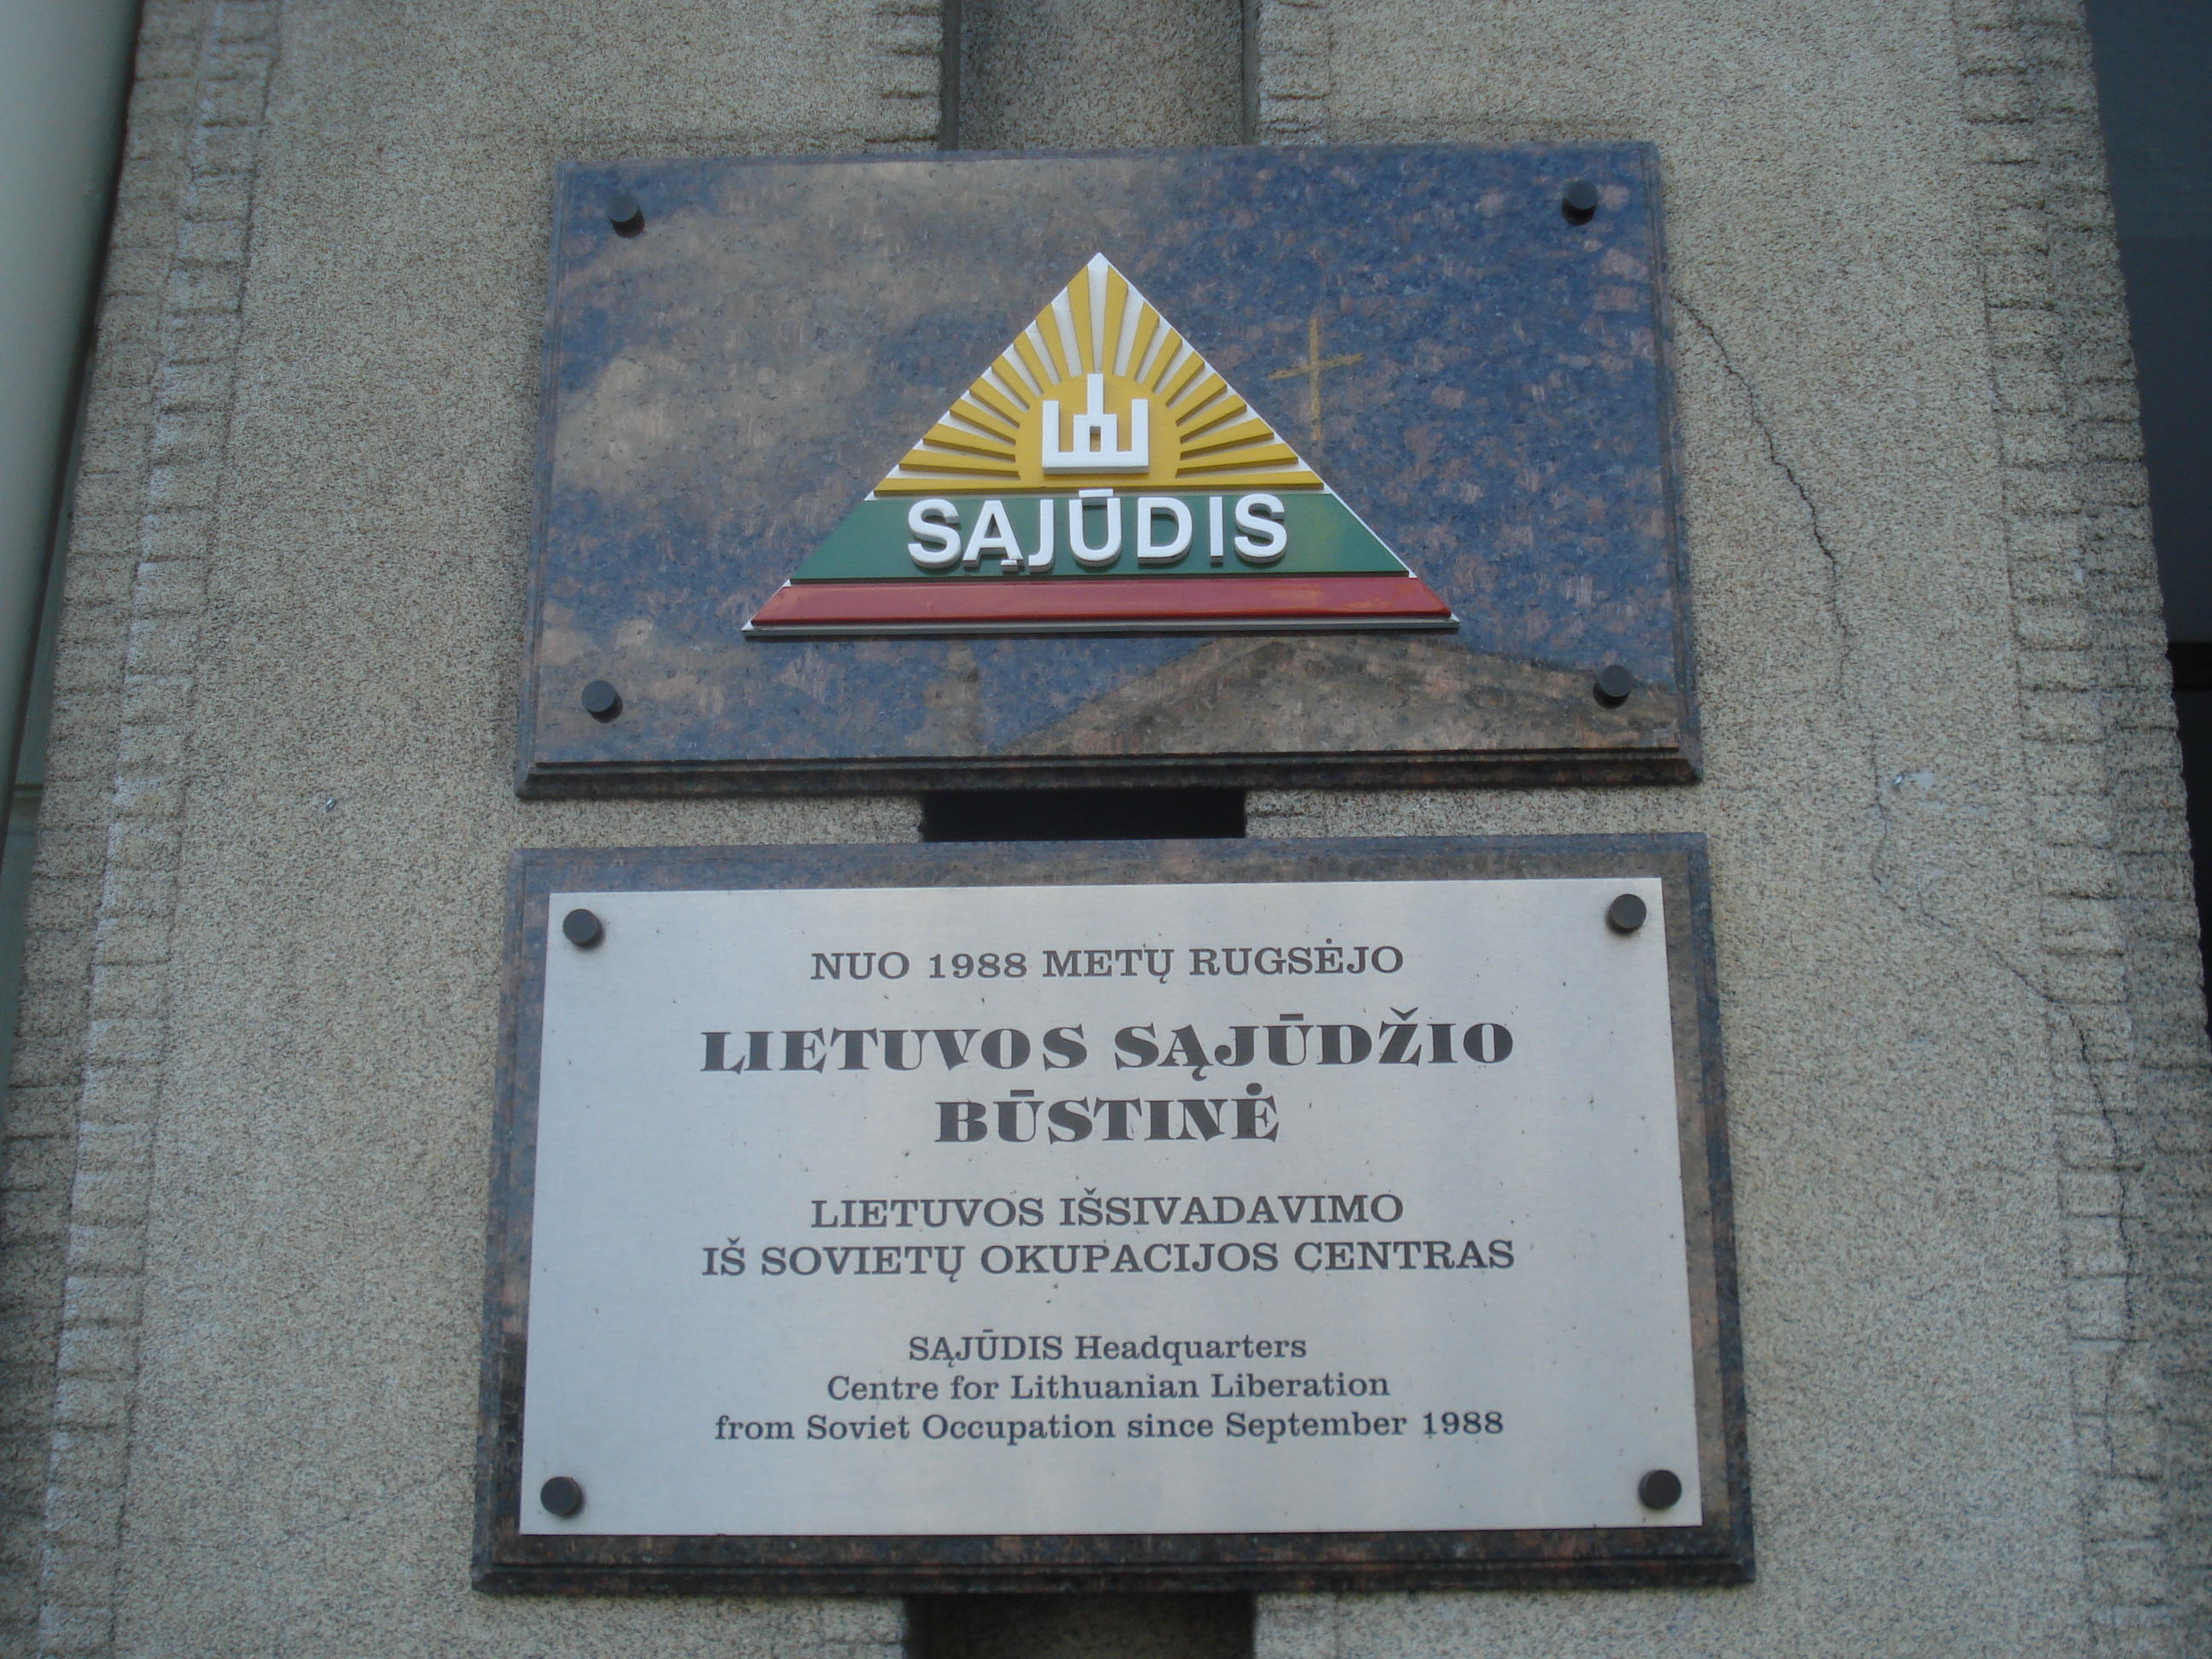 SĄJŪDIS
NUO 1988 METŲ RUGSĖJO
LIETUVOS SĄJŪDŽIO
BŪSTINĖ
LIETUVOS IŠSIVADAVIMO
IŠ SOVIETŲ OKUPACIJOS CENTRAS
SĄJŪDIS Headquarters
Centre for Lithuanian Liberation
from Soviet Occupation since September 1988